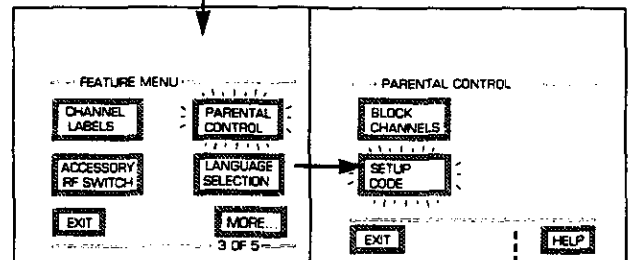 FEATURE MENU
CHANNEL
LABELS
PARENTAL
CONTROL
ACCESSORY
RF SWITCH
LANGUAGE
SELECTION
EXIT
MORE...
3 OF 5
PARENTAL CONTROL
BLOCK
CHANNELS
SETUP
CODE
EXIT
HELP